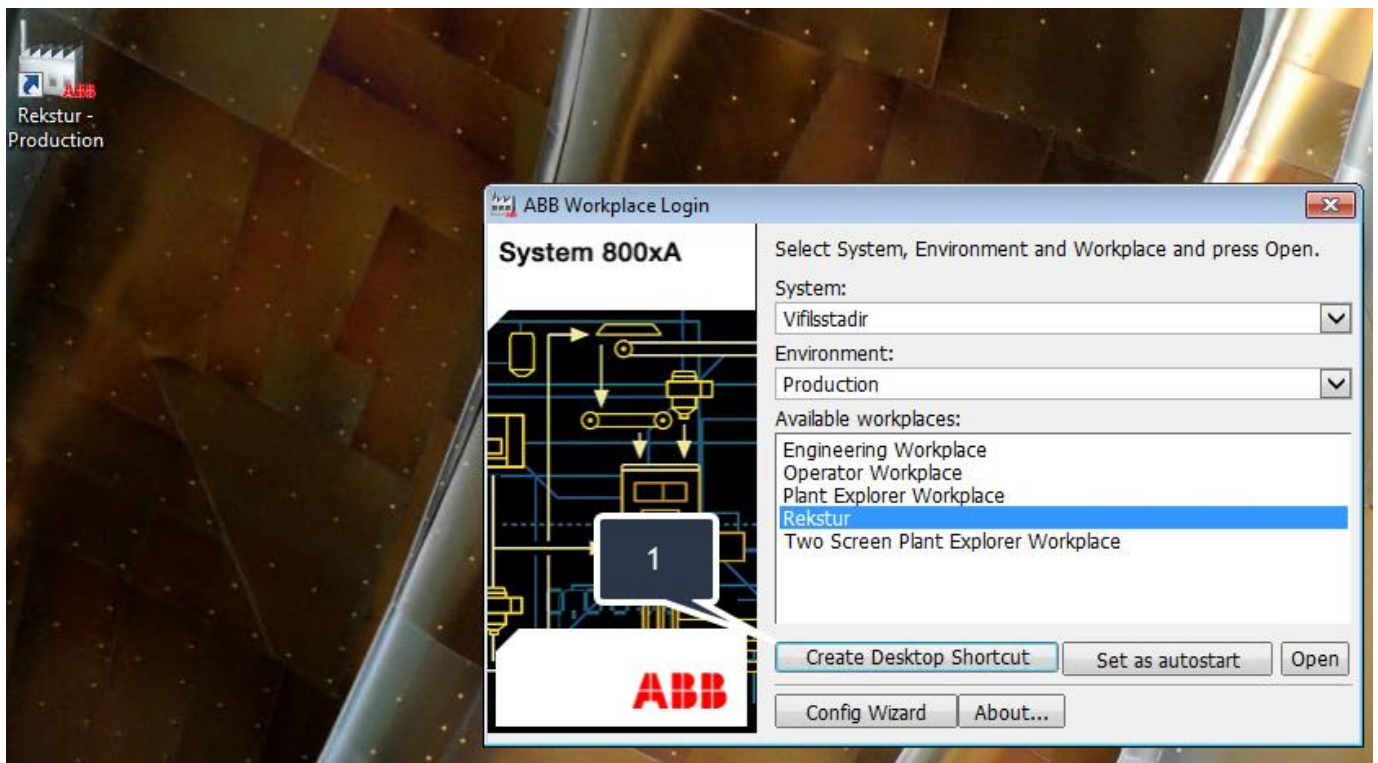 ABB
Rekstur -
Production
ABB Workplace Login
System 800xA
Select System, Environment and Workplace and press Open.
System:
Vifilsstadir
Environment:
Production
Available workplaces:
Engineering Workplace
Operator Workplace
Plant Explorer Workplace
Rekstur
Two Screen Plant Explorer Workplace
1
Create Desktop Shortcut
Set as autostart
Open
ABB
Config Wizard
About...